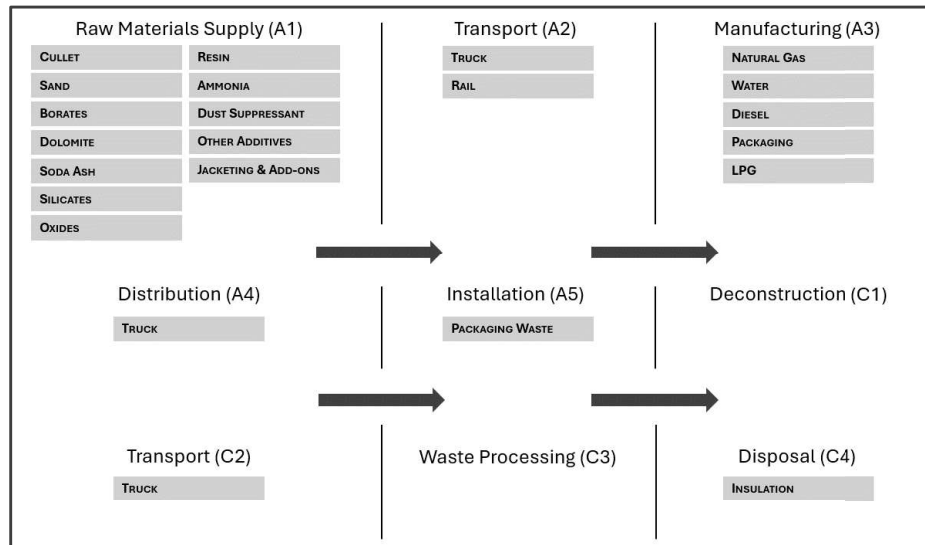 Raw Materials Supply (A1)
Cullet
Sand
Borates
Dolomite
Soda Ash
Silicates
Oxides
Resin
Ammonia
Dust Suppressant
Other Additives
Jacketing & Add-ons
Transport (A2)
Truck
Rail
Manufacturing (A3)
Natural Gas
Water
Diesel
Packaging
LPG
Distribution (A4)
Truck
Installation (A5)
Packaging Waste
Deconstruction (C1)
Transport (C2)
Truck
Waste Processing (C3)
Disposal (C4)
Insulation